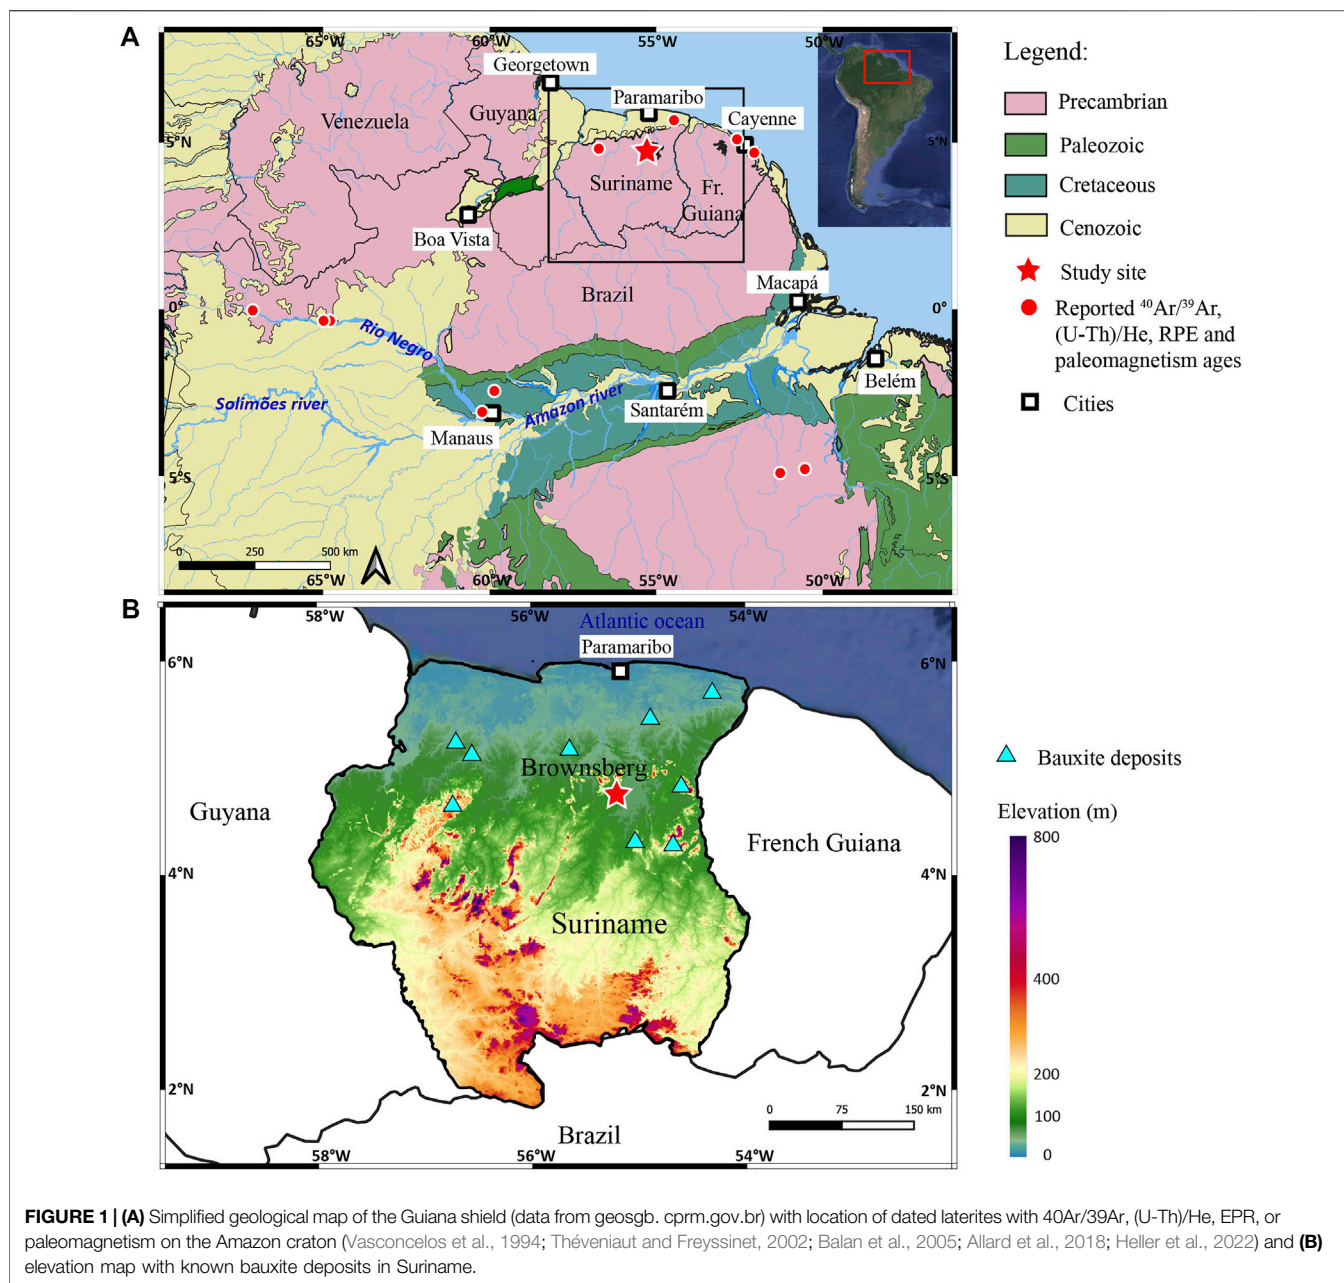 A
65°W 60°W 55°W 50°W
Georgetown
Paramaribo
Cayenne
Guyana
Venezuela
5°N 5°N
Suriname
Fr.
Guiana
Boa Vista
Macapá
Brazil
0° 0°
Rio Negro
Belém
Solimões river
Amazon river
Santarém
Manaus
5°S 5°S
0 250 500 km
65°W 60°W 55°W 50°W
Legend:
Precambrian
Paleozoic
Cretaceous
Cenozoic
Study site
Reported ⁴⁰Ar/³⁹Ar,
(U-Th)/He, RPE and
paleomagnetism ages
Cities
B
58°W 56°W 54°W
Atlantic ocean
Paramaribo
6°N 6°N
Brownsberg
Guyana
French Guiana
4°N 4°N
Suriname
2°N 2°N
0 75 150 km
Brazil
58°W 56°W 54°W
Bauxite deposits
Elevation (m)
800
400
200
100
0
FIGURE 1 | (A) Simplified geological map of the Guiana shield (data from geosgb. cprm.gov.br) with location of dated laterites with 40Ar/39Ar, (U-Th)/He, EPR, or
paleomagnetism on the Amazon craton (Vasconcelos et al., 1994; Théveniaut and Freyssinet, 2002; Balan et al., 2005; Allard et al., 2018; Heller et al., 2022) and (B)
elevation map with known bauxite deposits in Suriname.